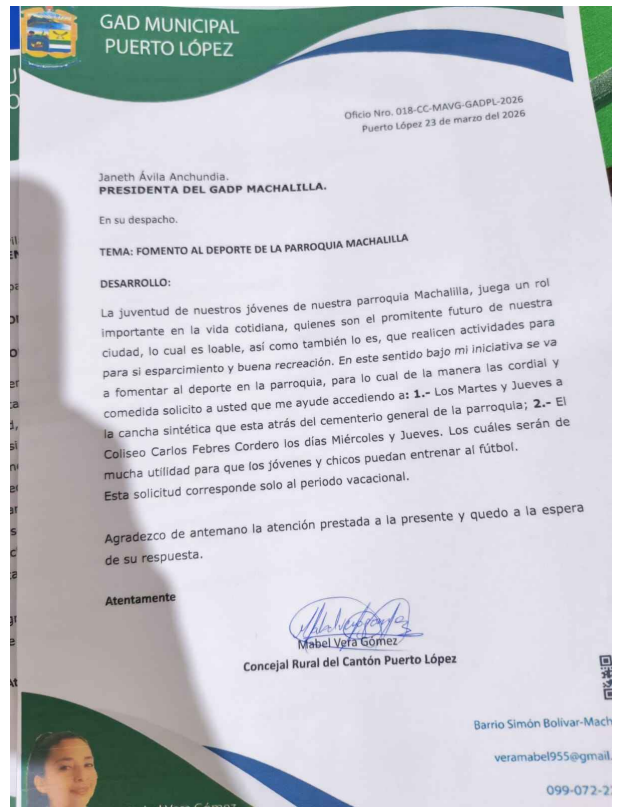 GAD MUNICIPAL
PUERTO LÓPEZ
Oficio Nro. 018-CC-MAVG-GADPL-2026
Puerto López 23 de marzo del 2026
Janeth Ávila Anchundia.
PRESIDENTA DEL GADP MACHALILLA.
En su despacho.
TEMA: FOMENTO AL DEPORTE DE LA PARROQUIA MACHALILLA
DESARROLLO:
La juventud de nuestros jóvenes de nuestra parroquia Machalilla, juega un rol
importante en la vida cotidiana, quienes son el promitente futuro de nuestra
ciudad, lo cual es loable, así como también lo es, que realicen actividades para
para si esparcimiento y buena recreación. En este sentido bajo mi iniciativa se va
a fomentar al deporte en la parroquia, para lo cual de la manera las cordial y
comedida solicito a usted que me ayude accediendo a: 1.- Los Martes y Jueves a
la cancha sintética que esta atrás del cementerio general de la parroquia; 2.- El
Coliseo Carlos Febres Cordero los días Miércoles y Jueves. Los cuáles serán de
mucha utilidad para que los jóvenes y chicos puedan entrenar al fútbol.
Esta solicitud corresponde solo al periodo vacacional.
Agradezco de antemano la atención prestada a la presente y quedo a la espera
de su respuesta.
Atentamente
Mabel Vera Gómez
Concejal Rural del Cantón Puerto López
Barrio Simón Bolivar-Mach
veramabel955@gmail.
099-072-2